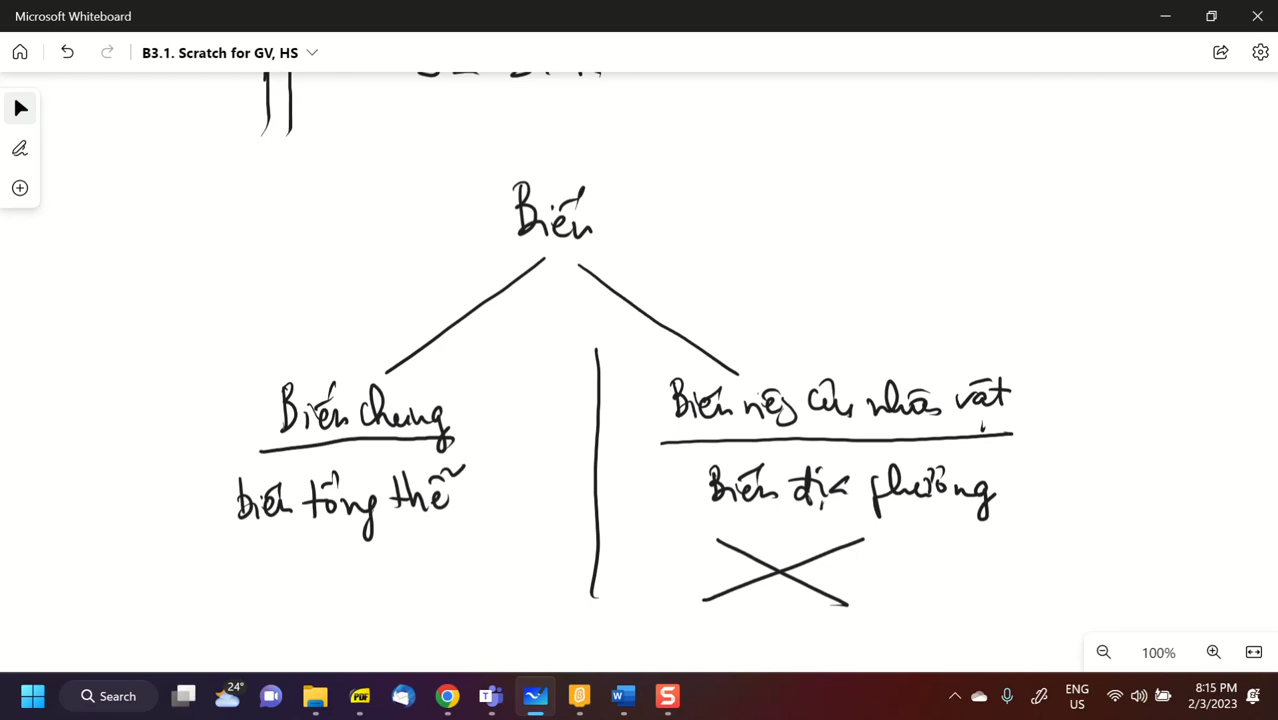 Microsoft Whiteboard
B3.1. Scratch for GV, HS
Biến
Biến chung
biến tổng thể
Biến riêng của nhân vật
Biến địa phương
100%
24°
Search
PDF
ENG
US
8:15 PM
2/3/2023